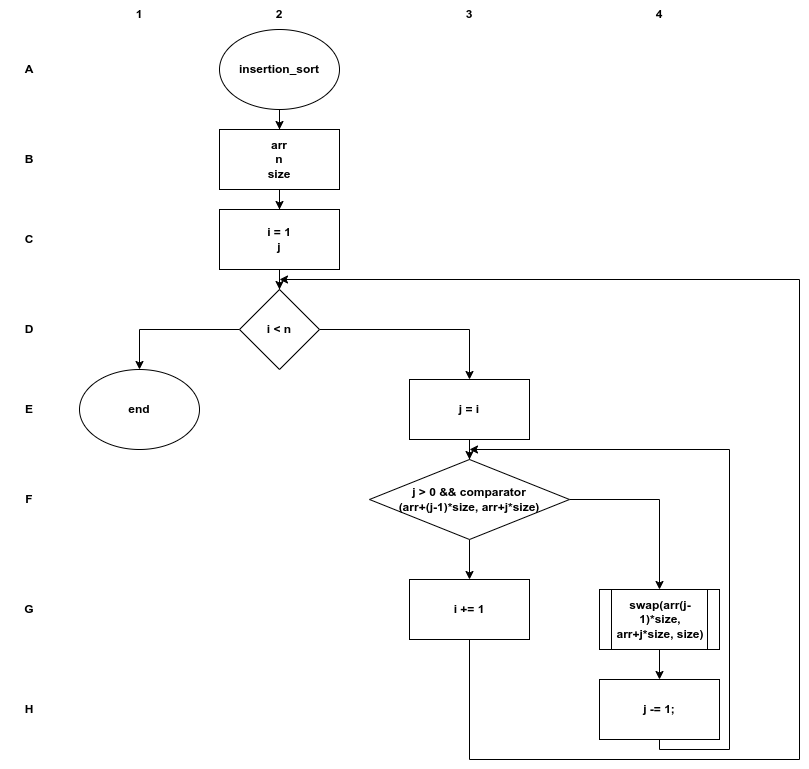 1 2 3 4
A
insertion_sort
B
arr
n
size
C
i = 1
j
D
i < n
E
end
j = i
F
j > 0 && comparator
(arr+(j-1)*size, arr+j*size)
G
i += 1
swap(arr(j-
1)*size,
arr+j*size, size)
H
j -= 1;